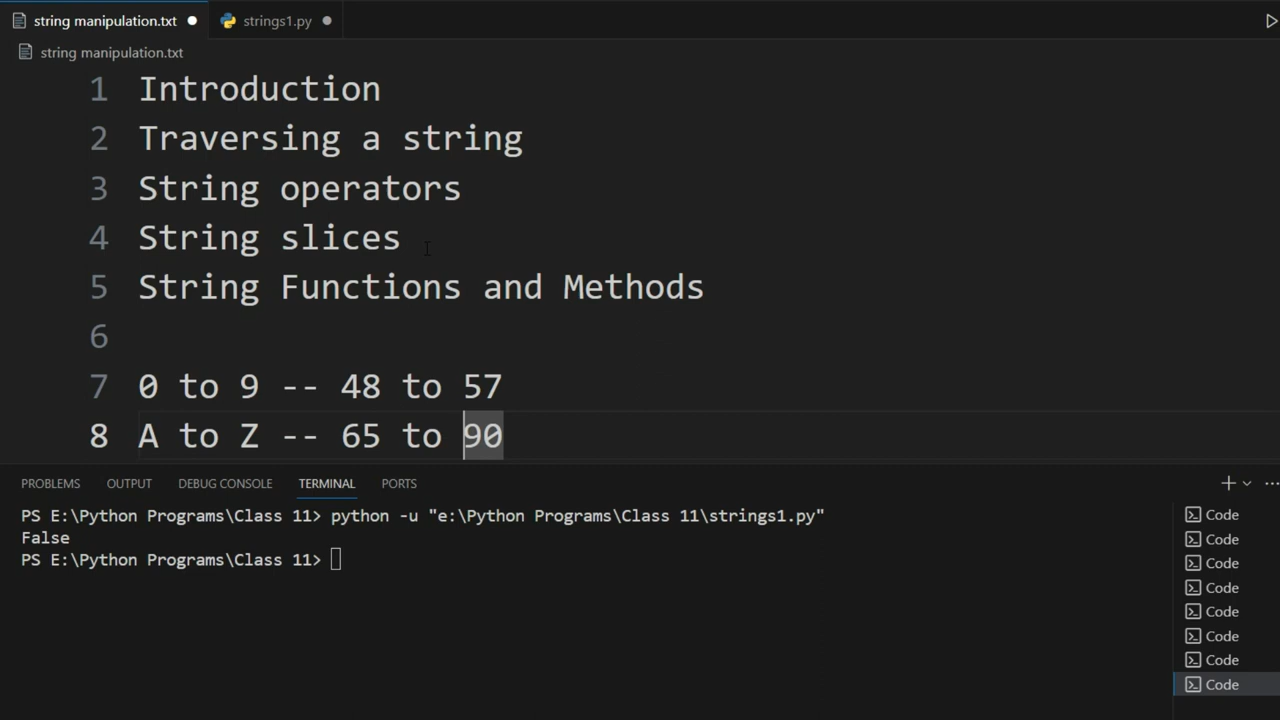 string manipulation.txt
strings1.py
string manipulation.txt
1 Introduction
2 Traversing a string
3 String operators
4 String slices
5 String Functions and Methods
6
7 0 to 9 -- 48 to 57
8 A to Z -- 65 to 90
PROBLEMS OUTPUT DEBUG CONSOLE TERMINAL PORTS
PS E:\Python Programs\Class 11> python -u "e:\Python Programs\Class 11\strings1.py"
False
PS E:\Python Programs\Class 11>
Code
Code
Code
Code
Code
Code
Code
Code